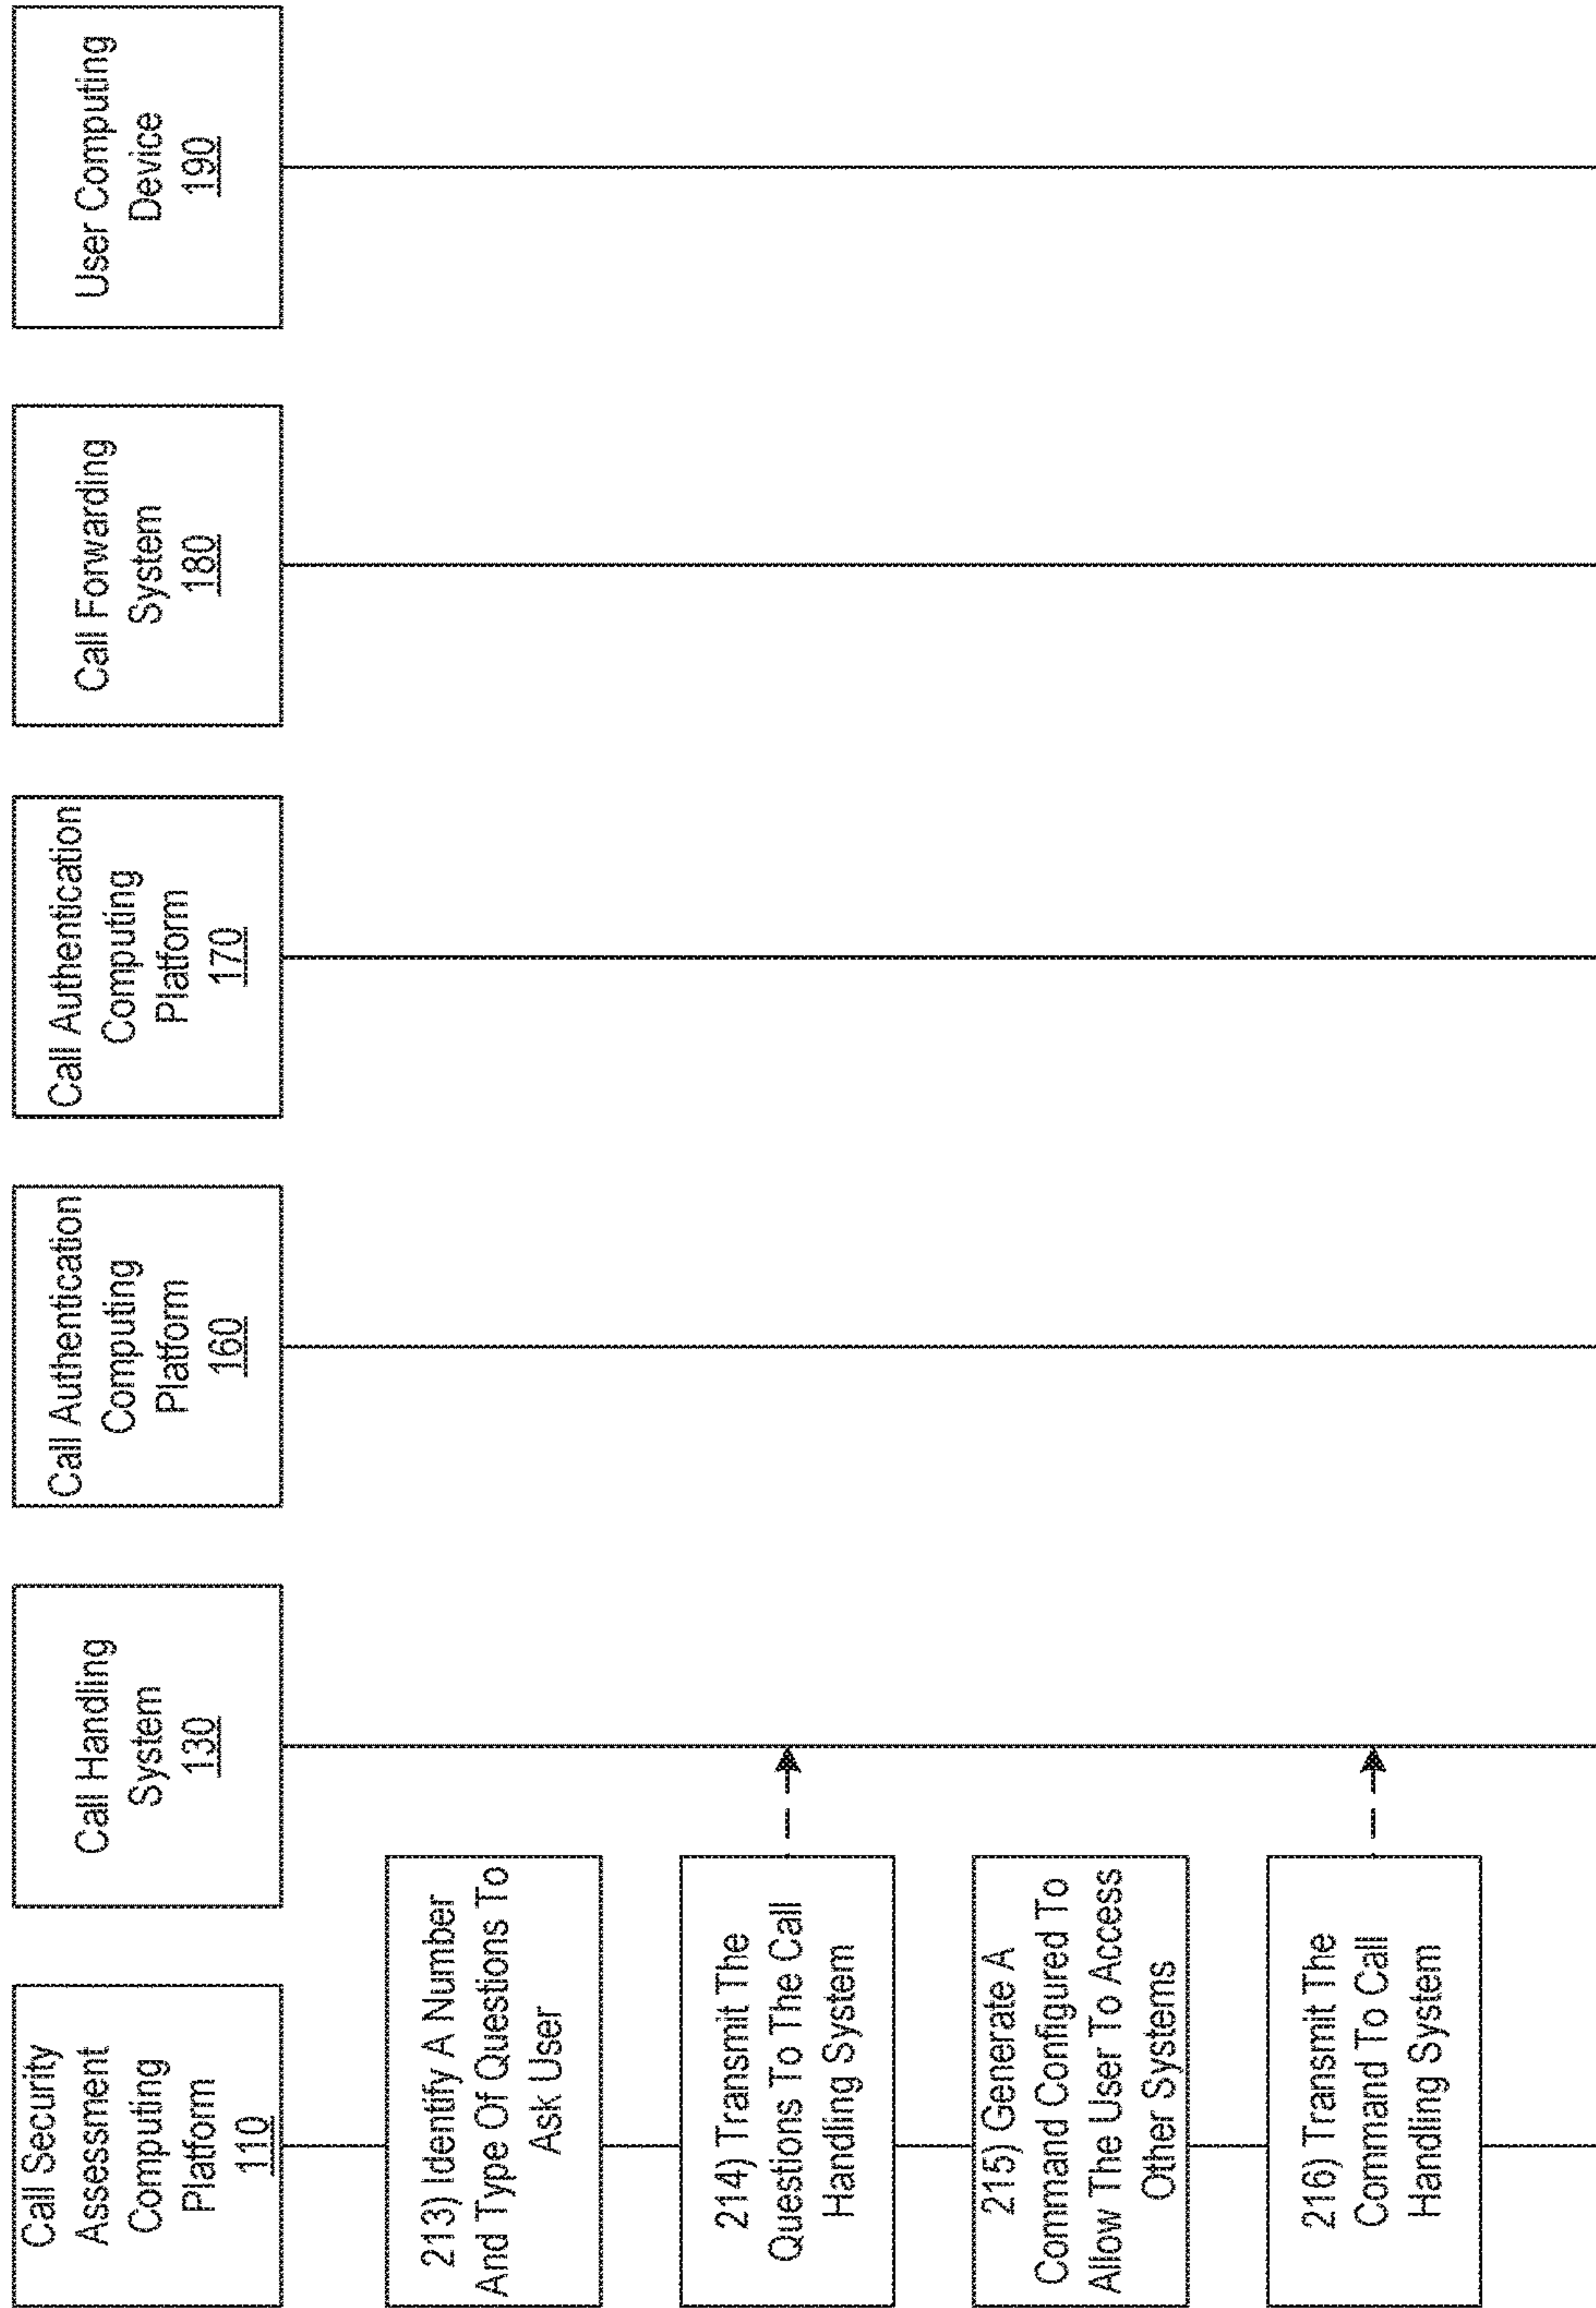 Call Security
Assessment
Computing
Platform
110
Call Handling
System
130
Call Authentication
Computing
Platform
160
Call Authentication
Computing
Platform
170
Call Forwarding
System
180
User Computing
Device
190
213) Identify A Number
And Type Of Questions To
Ask User
214) Transmit The
Questions To The Call
Handling System
215) Generate A
Command Configured To
Allow The User To Access
Other Systems
216) Transmit The
Command To Call
Handling System